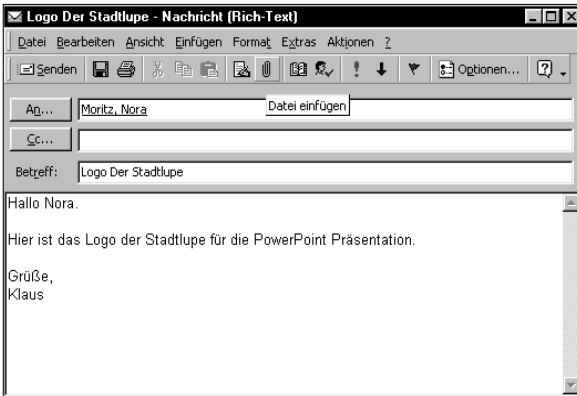 Logo Der Stadtlupe - Nachricht (Rich-Text)
Datei Bearbeiten Ansicht Einfügen Format Extras Aktionen ?
Senden Optionen...
An... Moritz, Nora Datei einfügen
Cc...
Betreff: Logo Der Stadtlupe
Hallo Nora.
Hier ist das Logo der Stadtlupe für die PowerPoint Präsentation.
Grüße,
Klaus